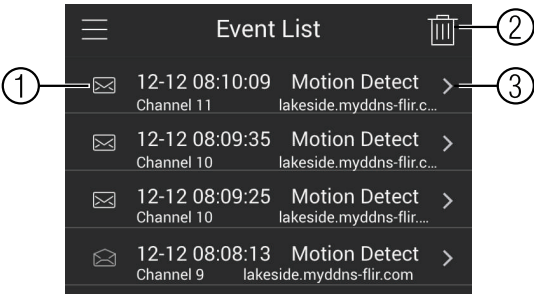 Event List
2
1
12-12 08:10:09 Motion Detect
3
Channel 11 lakeside.myddns-flir.c...
12-12 08:09:35 Motion Detect
Channel 10 lakeside.myddns-flir.c...
12-12 08:09:25 Motion Detect
Channel 10 lakeside.myddns-flir....
12-12 08:08:13 Motion Detect
Channel 9 lakeside.myddns-flir.com